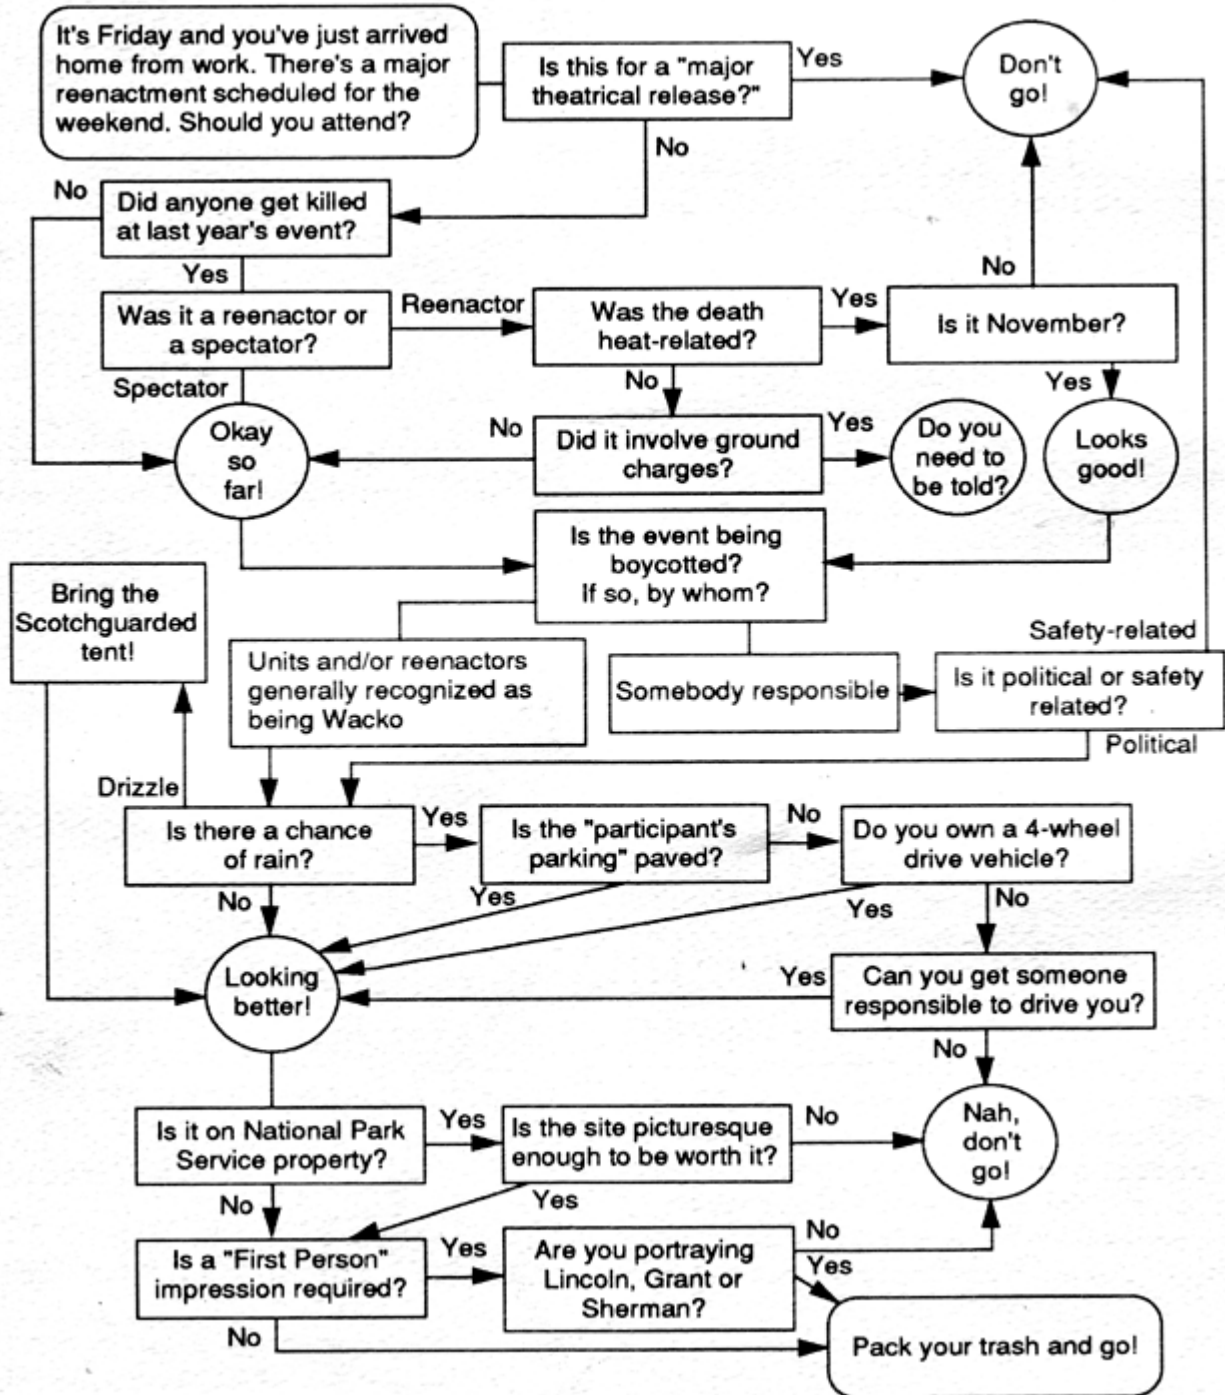 It's Friday and you've just arrived
home from work. There's a major
reenactment scheduled for the
weekend. Should you attend?
Is this for a "major
theatrical release?"
Yes
Don't
go!
No
No
Did anyone get killed
at last year's event?
Yes
Was it a reenactor or
a spectator?
Reenactor
Was the death
heat-related?
Yes
Is it November?
No
Spectator
No
Yes
Okay
so
far!
No
Did it involve ground
charges?
Yes
Do you
need to
be told?
Looks
good!
Is the event being
boycotted?
If so, by whom?
Bring the
Scotchguarded
tent!
Units and/or reenactors
generally recognized as
being Wacko
Somebody responsible
Safety-related
Is it political or safety
related?
Political
Drizzle
Is there a chance
of rain?
Yes
Is the "participant's
parking" paved?
No
Do you own a 4-wheel
drive vehicle?
No
Yes
Yes
No
Looking
better!
Yes
Can you get someone
responsible to drive you?
No
Is it on National Park
Service property?
Yes
Is the site picturesque
enough to be worth it?
No
Nah,
don't
go!
No
Yes
Is a "First Person"
impression required?
Yes
Are you portraying
Lincoln, Grant or
Sherman?
No
Yes
No
Pack your trash and go!